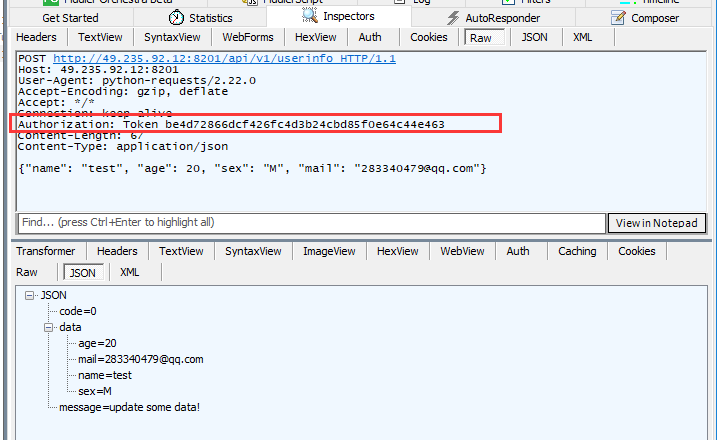 Get Started Statistics Inspectors AutoResponder Composer
Headers TextView SyntaxView WebForms HexView Auth Cookies Raw JSON XML
POST http://49.235.92.12:8201/api/v1/userinfo HTTP/1.1
Host: 49.235.92.12:8201
User-Agent: python-requests/2.22.0
Accept-Encoding: gzip, deflate
Accept: */*
Connection: keep-alive
Authorization: Token be4d72866dcf426fc4d3b24cbd85f0e64c44e463
Content-Length: 67
Content-Type: application/json
{"name": "test", "age": 20, "sex": "M", "mail": "283340479@qq.com"}
Find... (press Ctrl+Enter to highlight all) View in Notepad
Transformer Headers TextView SyntaxView ImageView HexView WebView Auth Caching Cookies
Raw JSON XML
JSON
code=0
data
age=20
mail=283340479@qq.com
name=test
sex=M
message=update some data!